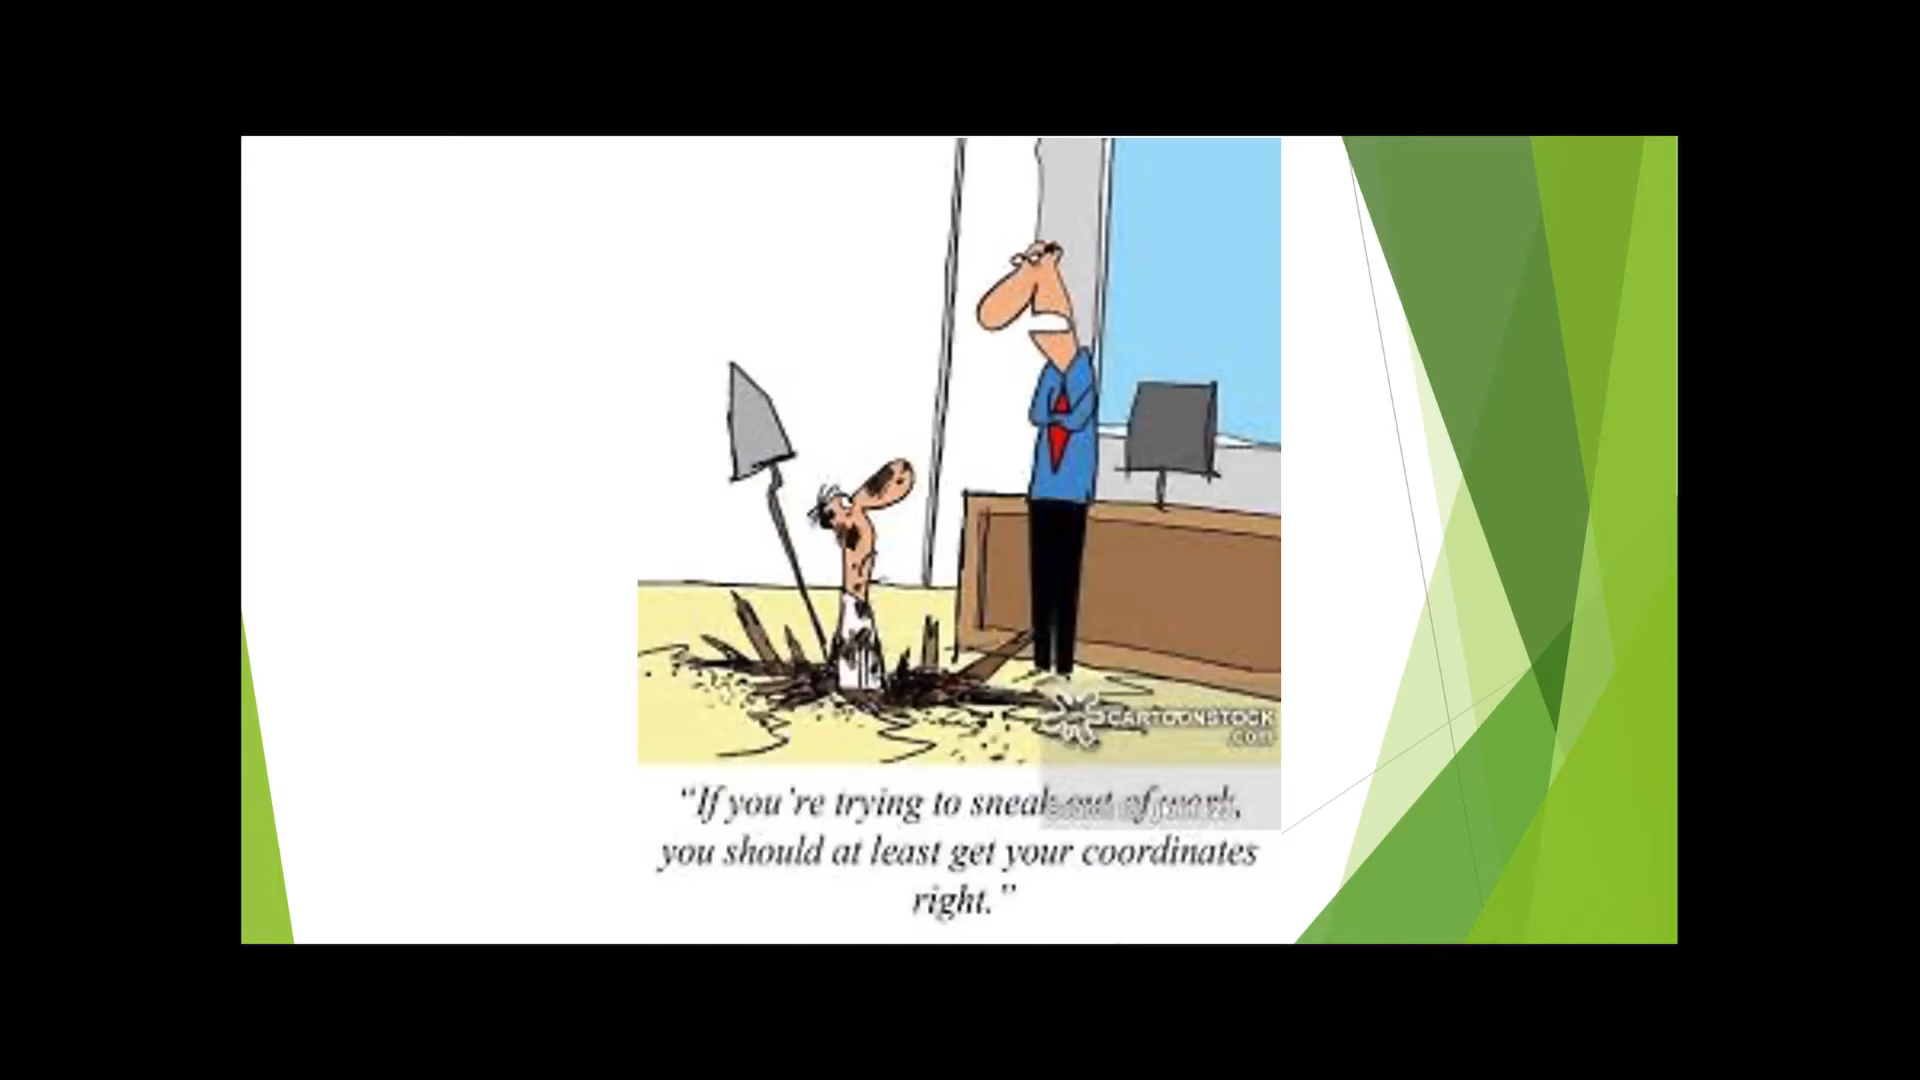 CARTOONSTOCK
.com
"If you're trying to sneak out of work,
you should at least get your coordinates
right."